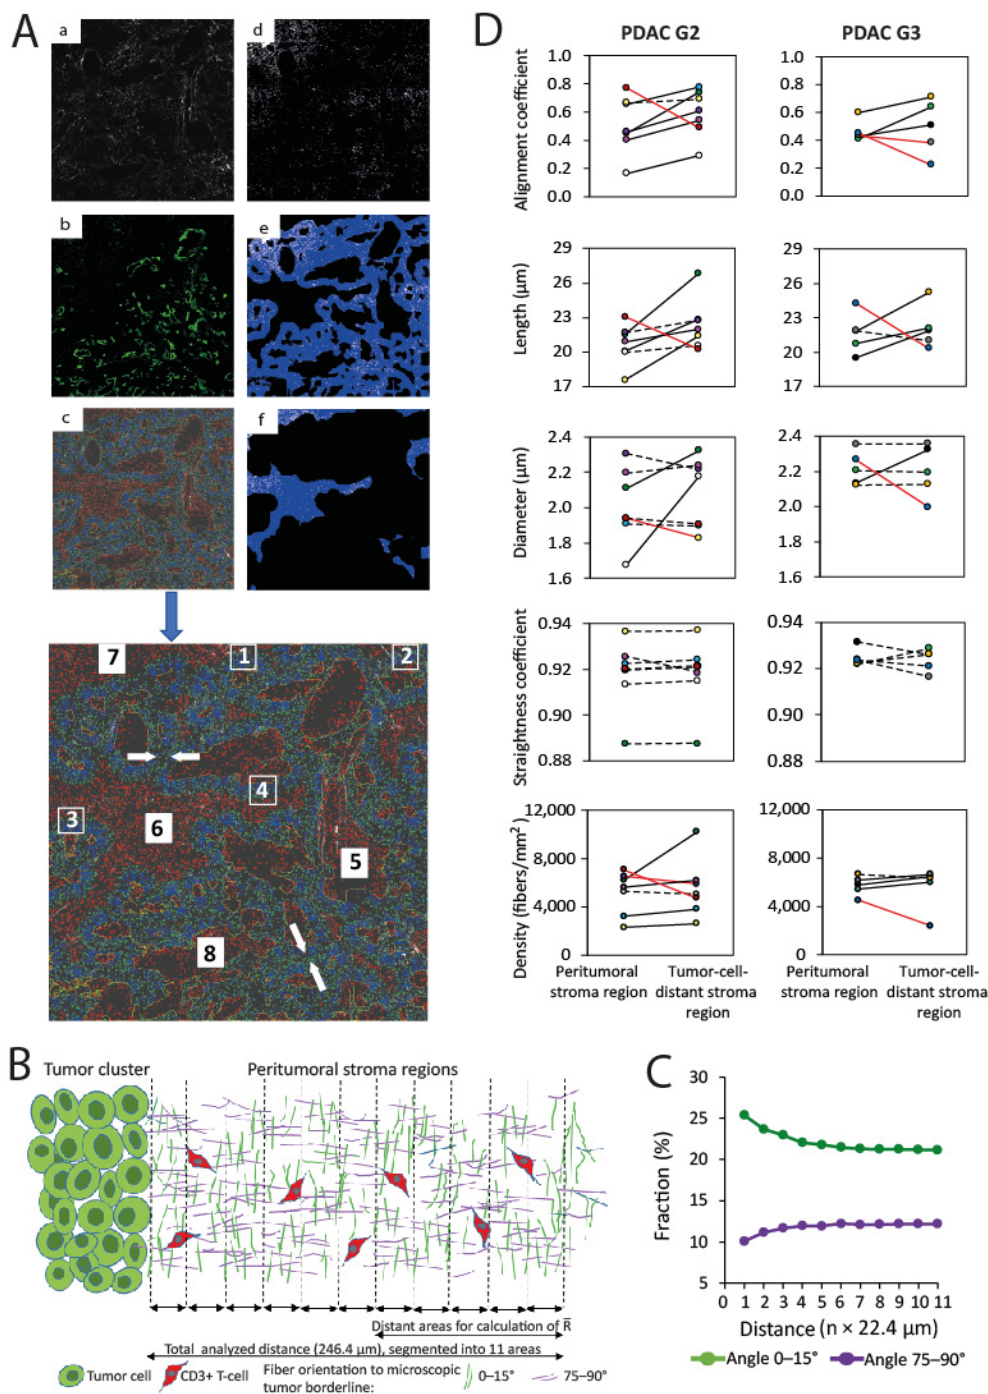 A
a
d
b
e
c
f
7
1
2
3
4
6
5
8
D
PDAC G2
PDAC G3
Alignment coefficient
1.0
0.8
0.6
0.4
0.2
0.0
1.0
0.8
0.6
0.4
0.2
0.0
Length (µm)
29
26
23
20
17
29
26
23
20
17
Diameter (µm)
2.4
2.2
2.0
1.8
1.6
2.4
2.2
2.0
1.8
1.6
Straightness coefficient
0.94
0.92
0.90
0.88
0.94
0.92
0.90
0.88
Density (fibers/mm²)
12,000
8,000
4,000
0
12,000
8,000
4,000
0
Peritumoral
stroma region
Tumor-cell-
distant stroma
region
Peritumoral
stroma region
Tumor-cell-
distant stroma
region
B
Tumor cluster
Peritumoral stroma regions
Distant areas for calculation of R̅
Total analyzed distance (246.4 µm), segmented into 11 areas
Tumor cell
CD3+ T-cell
Fiber orientation to microscopic
tumor borderline:
0–15°
75–90°
C
Fraction (%)
30
25
20
15
10
5
0 1 2 3 4 5 6 7 8 9 10 11
Distance (n × 22.4 µm)
Angle 0–15°
Angle 75–90°